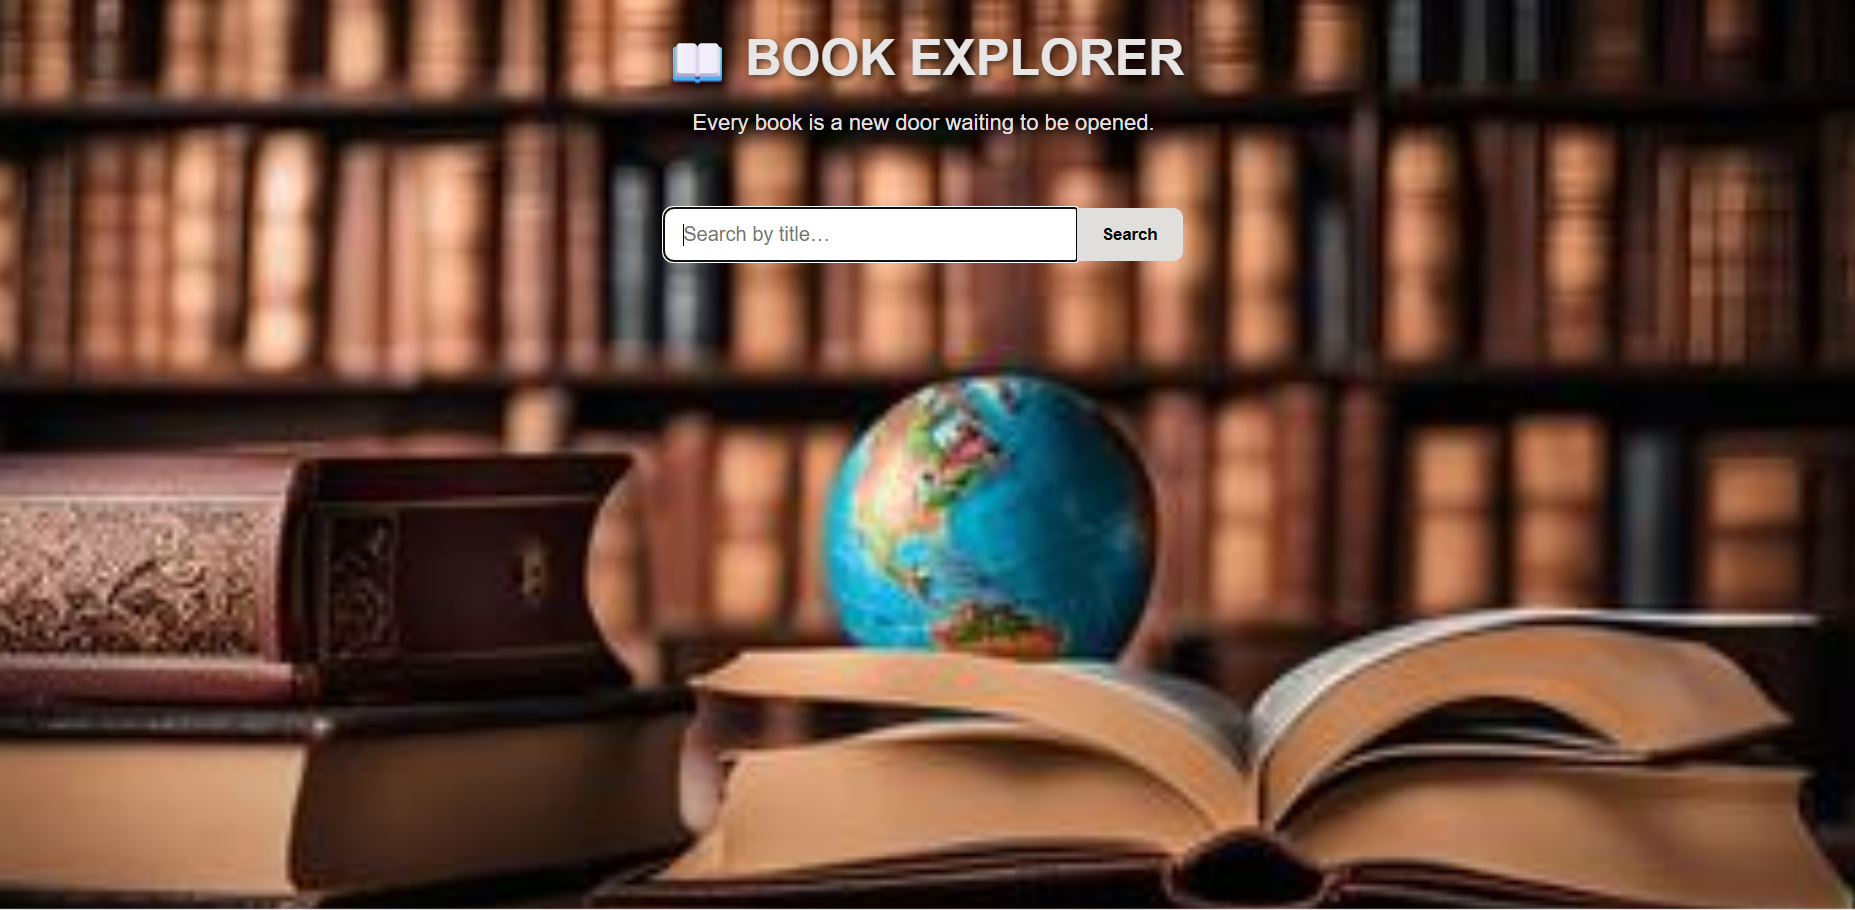 BOOK EXPLORER
Every book is a new door waiting to be opened.
Search by title…
Search